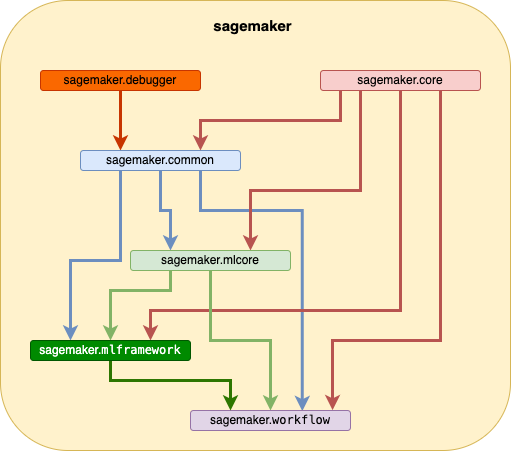 sagemaker
sagemaker.debugger
sagemaker.core
sagemaker.common
sagemaker.mlcore
sagemaker.mlframework
sagemaker.workflow